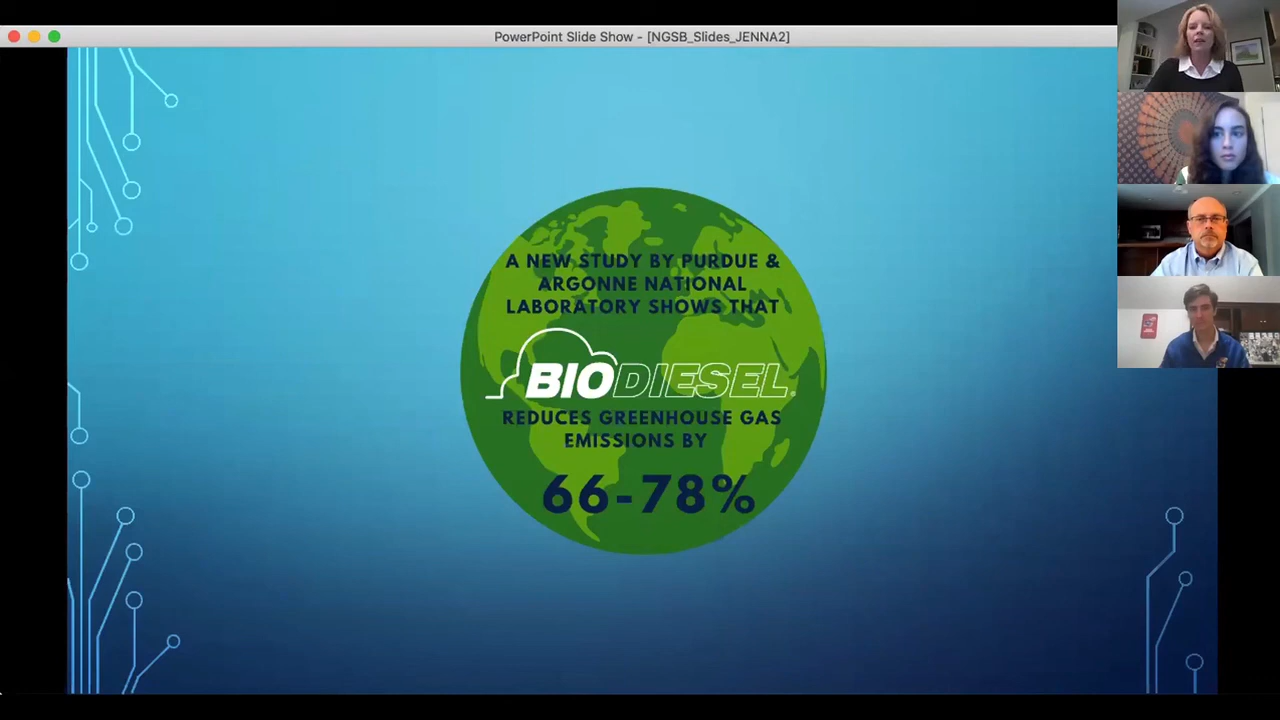 PowerPoint Slide Show - [NGSB_Slides_JENNA2]
A NEW STUDY BY PURDUE &
ARGONNE NATIONAL
LABORATORY SHOWS THAT
BIODIESEL®
REDUCES GREENHOUSE GAS
EMISSIONS BY
66-78%